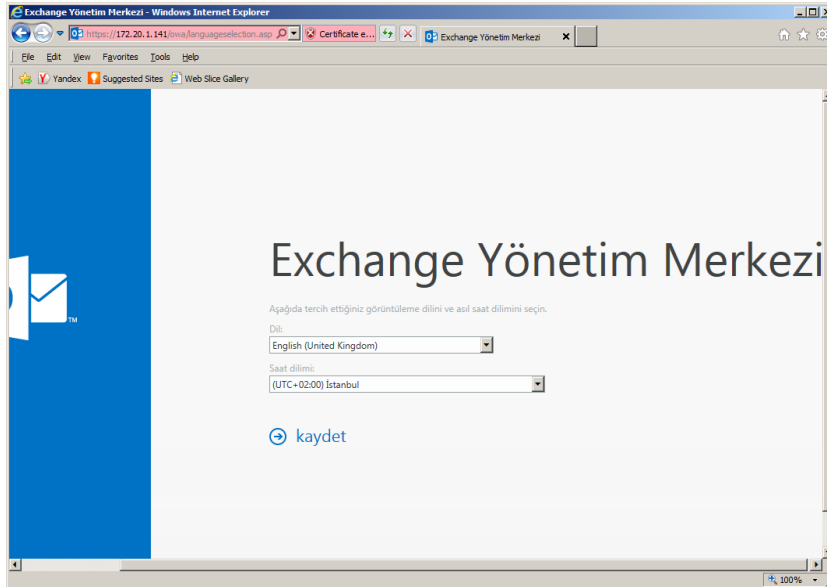 Exchange Yönetim Merkezi - Windows Internet Explorer
https://172.20.1.141/owa/languageselection.asp
Certificate e...
Exchange Yönetim Merkezi
File Edit View Favorites Tools Help
Yandex Suggested Sites Web Slice Gallery
Exchange Yönetim Merkezi
Aşağıda tercih ettiğiniz görüntüleme dilini ve asıl saat dilimini seçin.
Dil:
English (United Kingdom)
Saat dilimi:
(UTC+02:00) İstanbul
kaydet
TM
100%